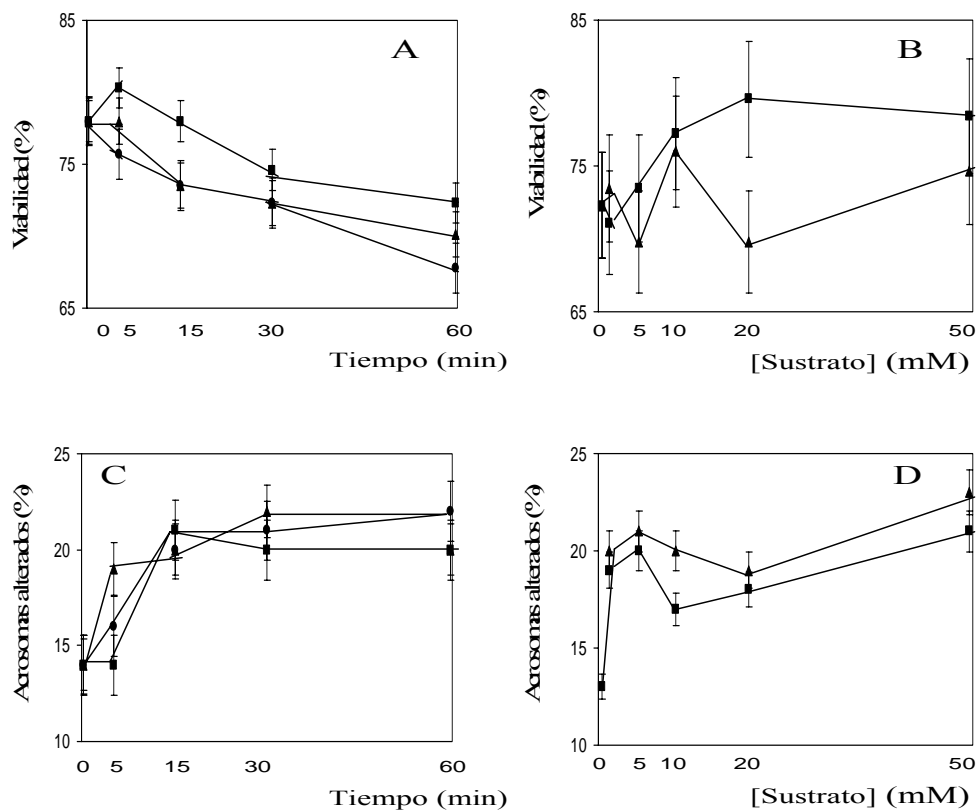 A
85
75
65
Viabilidad (%)
0 5 15 30 60
Tiempo (min)
B
85
75
65
Viabilidad (%)
0 5 10 20 50
[Sustrato] (mM)
C
25
20
15
10
Acrosomas alterados (%)
0 5 15 30 60
Tiempo (min)
D
25
20
15
10
Acrosomas alterados (%)
0 5 10 20 50
[Sustrato] (mM)